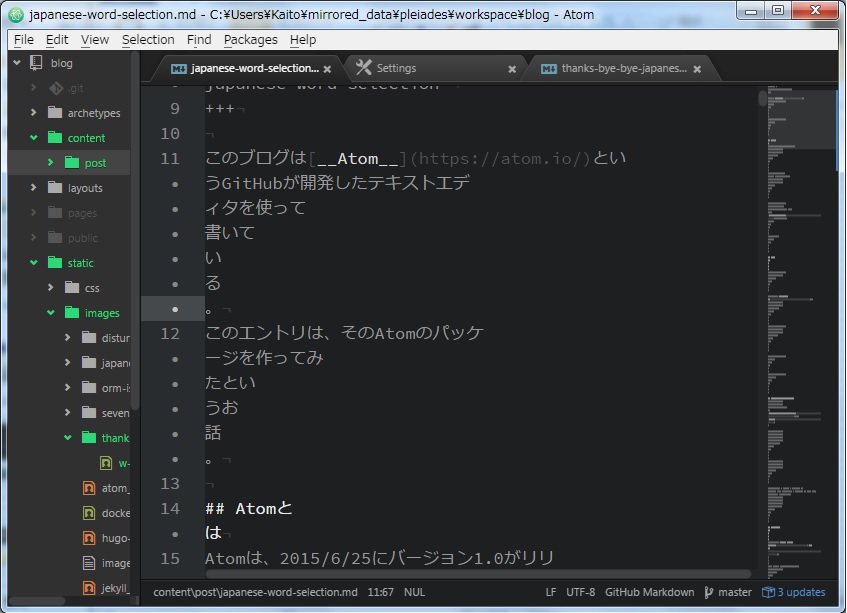 japanese-word-selection.md - C:¥Users¥Kaito¥mirrored_data¥pleiades¥workspace¥blog - Atom
File Edit View Selection Find Packages Help
blog
.git
archetypes
content
post
layouts
pages
public
static
css
images
distur
japan
orm-is
seven
thank
w-
atom_
docke
hugo-
image
jekyll_
japanese-word-selection... Settings thanks-bye-bye-japanes...
japanese-word-selection
9 +++
10
11 このブログは[__Atom__](https://atom.io/)とい
うGitHubが開発したテキストエデ
ィタを使って
書いて
い
る
。
12 このエントリは、そのAtomのパッケ
ージを作ってみ
たとい
うお
話
。
13
14 ## Atomと
は
15 Atomは、2015/6/25にバージョン1.0がリリ
content\post\japanese-word-selection.md 11:67 NUL LF UTF-8 GitHub Markdown master 3 updates